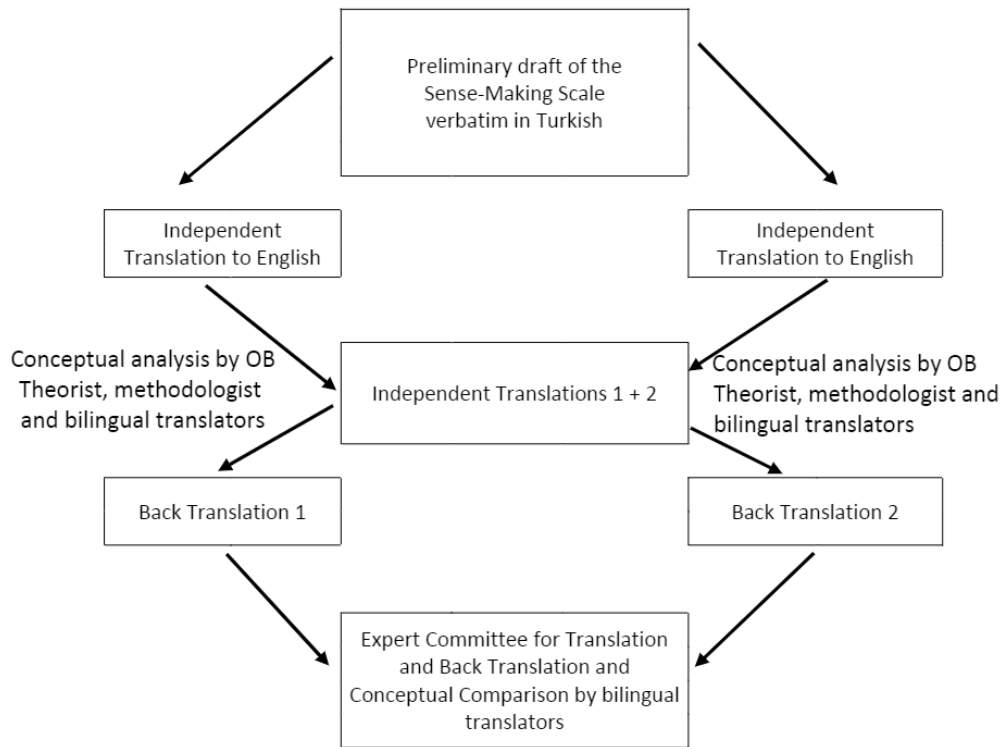 Preliminary draft of the
Sense-Making Scale
verbatim in Turkish
Independent
Translation to English
Independent
Translation to English
Conceptual analysis by OB
Theorist, methodologist
and bilingual translators
Independent Translations 1 + 2
Conceptual analysis by OB
Theorist, methodologist and
bilingual translators
Back Translation 1
Back Translation 2
Expert Committee for Translation
and Back Translation and
Conceptual Comparison by bilingual
translators